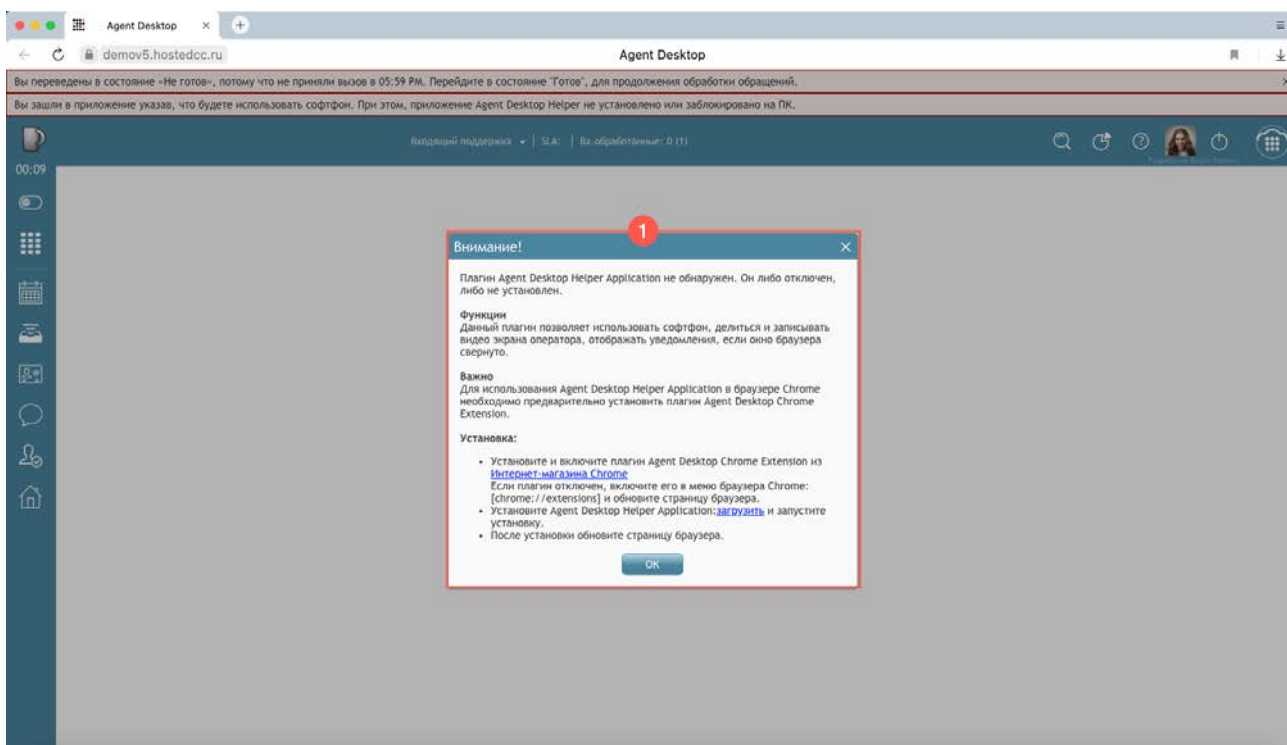 Agent Desktop
demov5.hostedcc.ru
Agent Desktop
Вы переведены в состояние «Не готов», потому что не приняли вызов в 05:59 PM. Перейдите в состояние "Готов", для продолжения обработки обращений.
Вы зашли в приложение указав, что будете использовать софтфон. При этом, приложение Agent Desktop Helper не установлено или заблокировано на ПК.
Входящий поддержка | SLA: | Вх.обработанные: 0 (1)
00:09
1
Внимание!
Плагин Agent Desktop Helper Application не обнаружен. Он либо отключен,
либо не установлен.
Функции
Данный плагин позволяет использовать софтфон, делиться и записывать
видео экрана оператора, отображать уведомления, если окно браузера
свернуто.
Важно
Для использования Agent Desktop Helper Application в браузере Chrome
необходимо предварительно установить плагин Agent Desktop Chrome
Extension.
Установка:
• Установите и включите плагин Agent Desktop Chrome Extension из
Интернет-магазина Chrome
Если плагин отключен, включите его в меню браузера Chrome:
[chrome://extensions] и обновите страницу браузера.
• Установите Agent Desktop Helper Application:загрузить и запустите
установку.
• После установки обновите страницу браузера.
OK